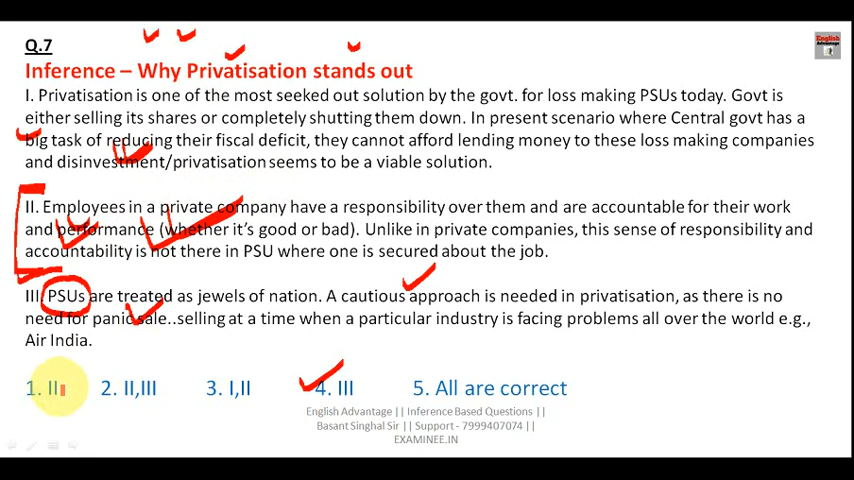 Q.7
English
Advantage
Inference – Why Privatisation stands out
I. Privatisation is one of the most seeked out solution by the govt. for loss making PSUs today. Govt is
either selling its shares or completely shutting them down. In present scenario where Central govt has a
big task of reducing their fiscal deficit, they cannot afford lending money to these loss making companies
and disinvestment/privatisation seems to be a viable solution.
II. Employees in a private company have a responsibility over them and are accountable for their work
and performance (whether it's good or bad). Unlike in private companies, this sense of responsibility and
accountability is not there in PSU where one is secured about the job.
III. PSUs are treated as jewels of nation. A cautious approach is needed in privatisation, as there is no
need for panic sale..selling at a time when a particular industry is facing problems all over the world e.g.,
Air India.
1. II 2. II,III 3. I,II 4. III 5. All are correct
English Advantage || Inference Based Questions ||
Basant Singhal Sir || Support - 7999407074 ||
EXAMINEE.IN